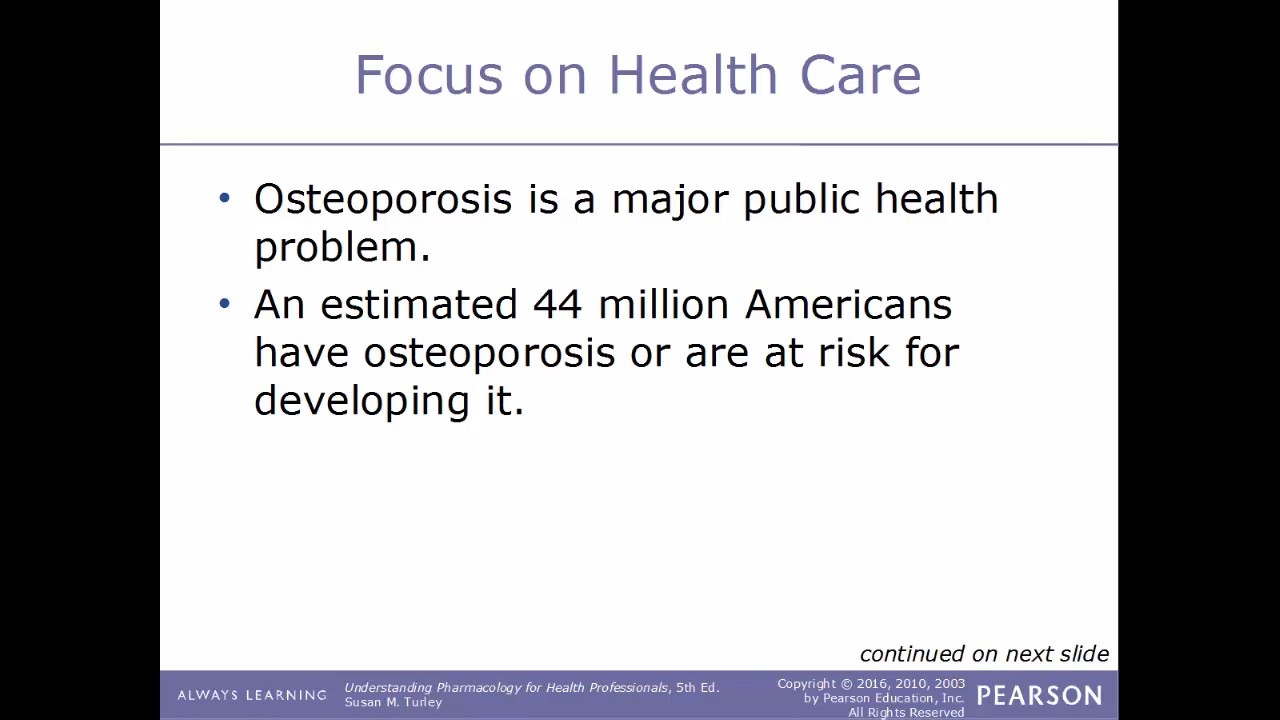 Focus on Health Care
• Osteoporosis is a major public health
problem.
• An estimated 44 million Americans
have osteoporosis or are at risk for
developing it.
continued on next slide
ALWAYS LEARNING
Understanding Pharmacology for Health Professionals, 5th Ed.
Susan M. Turley
Copyright © 2016, 2010, 2003
by Pearson Education, Inc.
All Rights Reserved
PEARSON